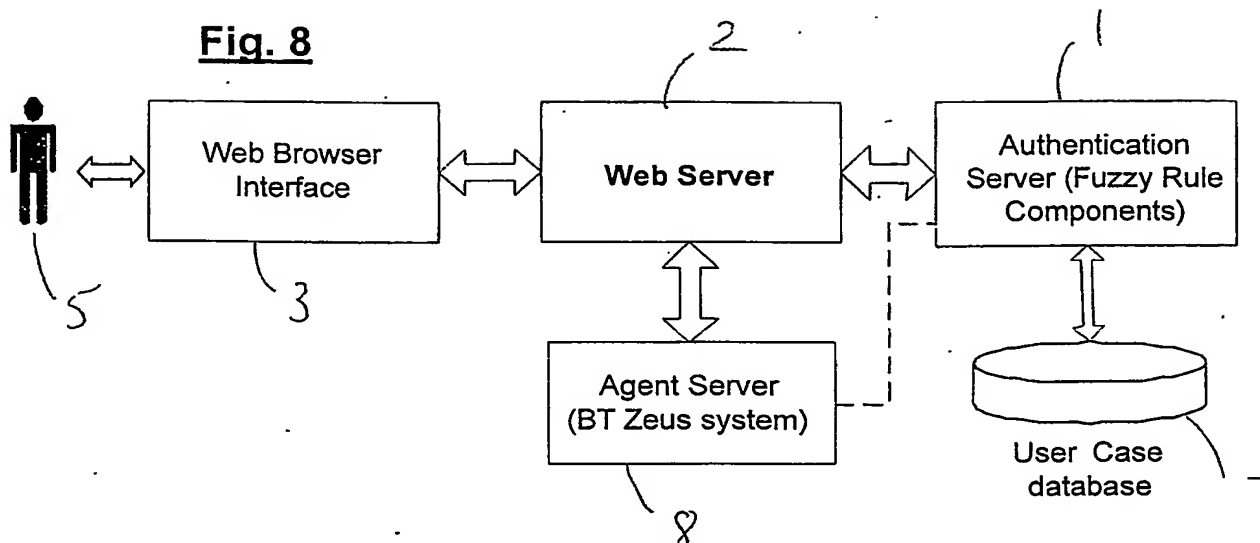 Fig. 8
2
1
Web Browser
Interface
Web Server
Authentication
Server (Fuzzy Rule
Components)
5
3
Agent Server
(BT Zeus system)
User Case
database
8